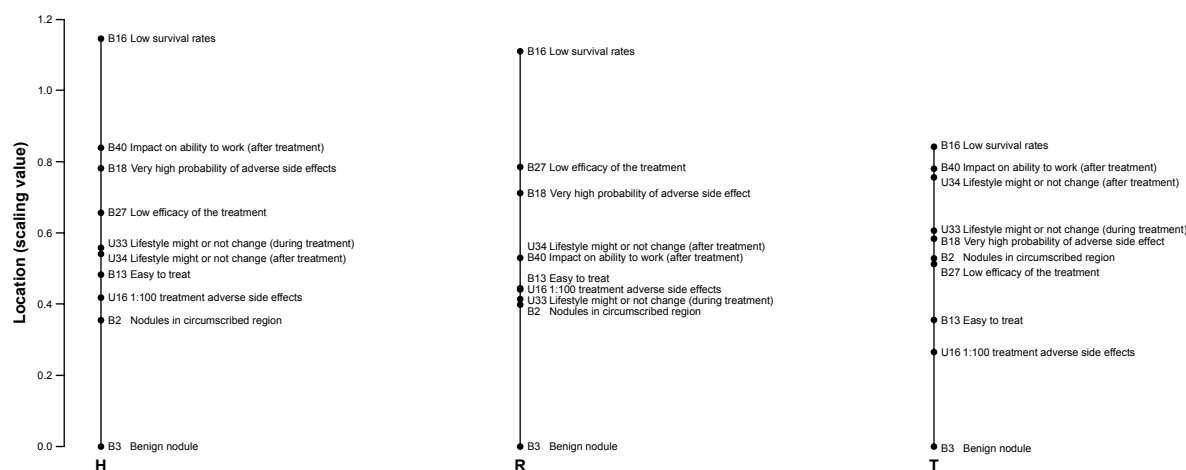 Location (scaling value)
1.2
1.0
0.8
0.6
0.4
0.2
0.0
B16 Low survival rates
B40 Impact on ability to work (after treatment)
B18 Very high probability of adverse side effects
B27 Low efficacy of the treatment
U33 Lifestyle might or not change (during treatment)
U34 Lifestyle might or not change (after treatment)
B13 Easy to treat
U16 1:100 treatment adverse side effects
B2 Nodules in circumscribed region
B3 Benign nodule
H
B16 Low survival rates
B27 Low efficacy of the treatment
B18 Very high probability of adverse side effect
U34 Lifestyle might or not change (after treatment)
B40 Impact on ability to work (after treatment)
B13 Easy to treat
U16 1:100 treatment adverse side effects
U33 Lifestyle might or not change (during treatment)
B2 Nodules in circumscribed region
B3 Benign nodule
R
B16 Low survival rates
B40 Impact on ability to work (after treatment)
U34 Lifestyle might or not change (after treatment)
U33 Lifestyle might or not change (during treatment)
B18 Very high probability of adverse side effect
B2 Nodules in circumscribed region
B27 Low efficacy of the treatment
B13 Easy to treat
U16 1:100 treatment adverse side effects
B3 Benign nodule
T